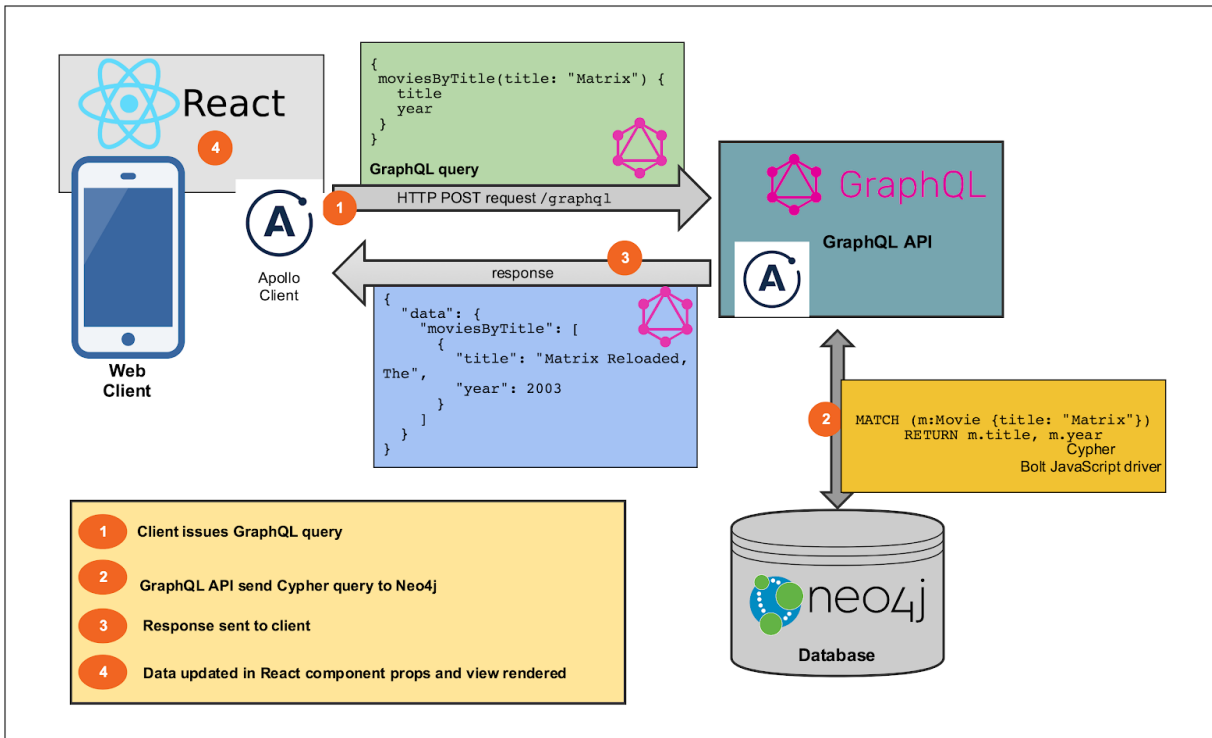 React
4
{
moviesByTitle(title: "Matrix") {
title
year
}
}
GraphQL query
1
HTTP POST request /graphql
A
Apollo
Client
Web
Client
3
response
{
"data": {
"moviesByTitle": [
{
"title": "Matrix Reloaded,
The",
"year": 2003
}
]
}
}
GraphQL
GraphQL API
A
2
MATCH (m:Movie {title: "Matrix"})
RETURN m.title, m.year
Cypher
Bolt JavaScript driver
neo4j
Database
1 Client issues GraphQL query
2 GraphQL API send Cypher query to Neo4j
3 Response sent to client
4 Data updated in React component props and view rendered